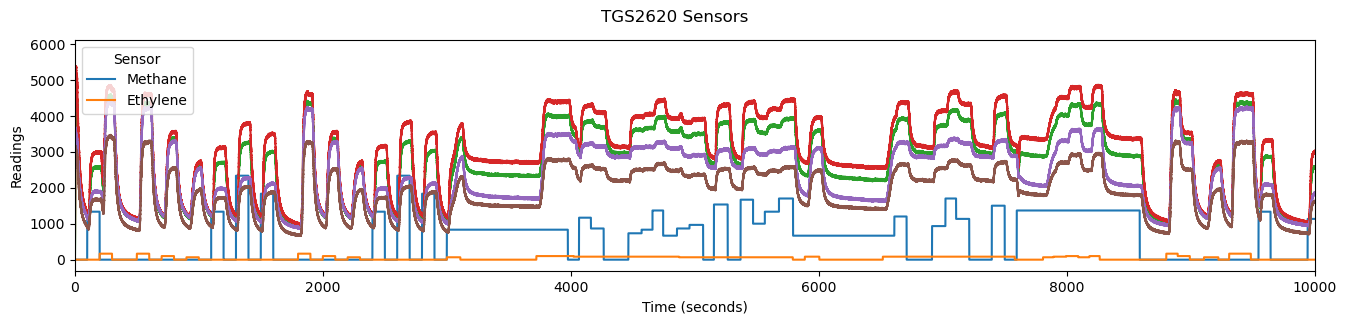 TGS2620 Sensors
6000
5000
4000
3000
2000
1000
0
Readings
Sensor
Methane
Ethylene
0
2000
4000
6000
8000
10000
Time (seconds)